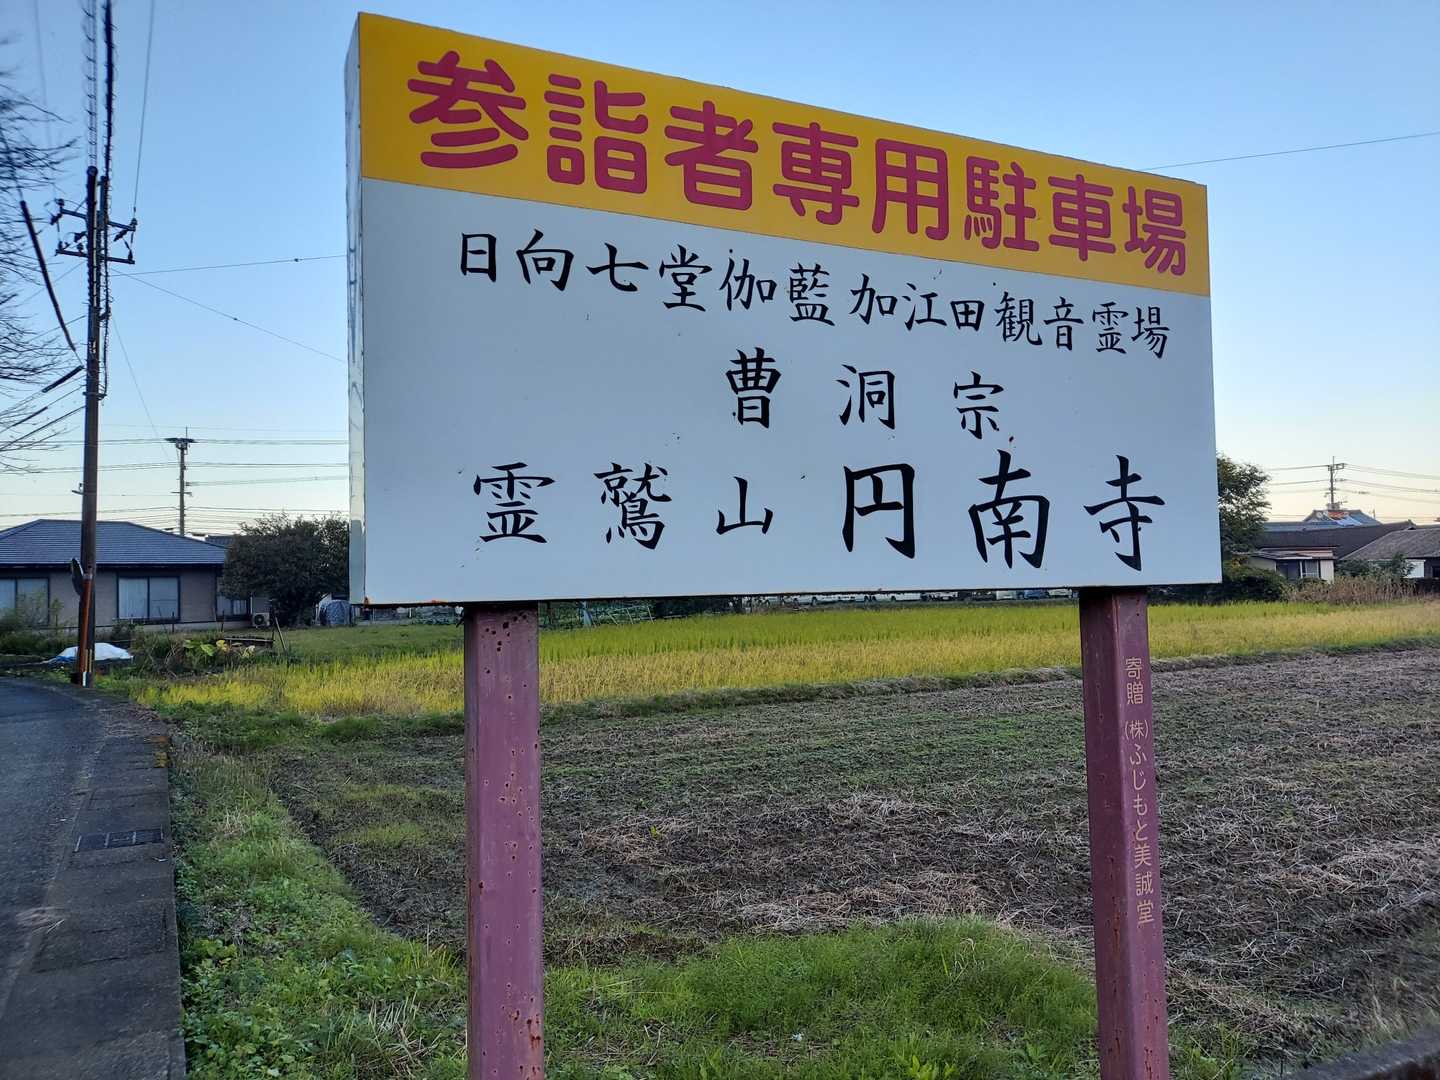 参詣者専用駐車場
日向七堂伽藍 加江田観音霊場
曹洞宗
霊鷲山円南寺
寄贈 (株)ふじもと美誠堂